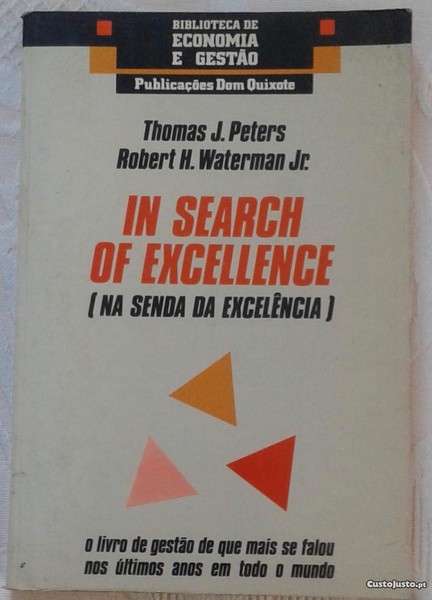 BIBLIOTECA DE
ECONOMIA
E GESTÃO
Publicações Dom Quixote
Thomas J. Peters
Robert H. Waterman Jr.
IN SEARCH
OF EXCELLENCE
(NA SENDA DA EXCELÊNCIA)
o livro de gestão de que mais se falou
nos últimos anos em todo o mundo
CustoJusto.pt